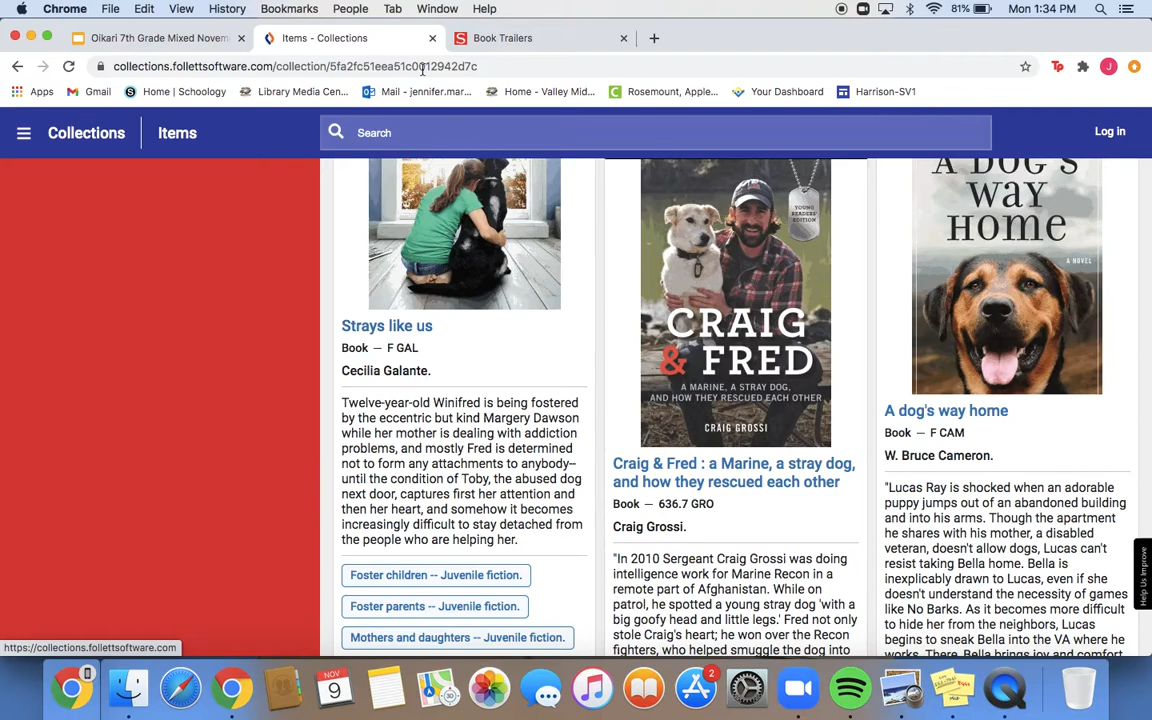 Chrome File Edit View History Bookmarks People Tab Window Help 81% Mon 1:34 PM
Oikari 7th Grade Mixed Novem Items - Collections Book Trailers
collections.follettsoftware.com/collection/5fa2fc51eea51c0012942d7c
Apps Gmail Home | Schoology Library Media Cen... Mail - jennifer.mar... Home - Valley Mid... Rosemount, Apple... Your Dashboard Harrison-SV1
Collections Items Search Log in
A DOG'S
WAY
HOME
A NOVEL
YOUNG
READERS'
EDITION
CRAIG
& FRED
A MARINE, A STRAY DOG,
AND HOW THEY RESCUED EACH OTHER
CRAIG GROSSI
Strays like us
Book — F GAL
Cecilia Galante.
Twelve-year-old Winifred is being fostered
by the eccentric but kind Margery Dawson
while her mother is dealing with addiction
problems, and mostly Fred is determined
not to form any attachments to anybody--
until the condition of Toby, the abused dog
next door, captures first her attention and
then her heart, and somehow it becomes
increasingly difficult to stay detached from
the people who are helping her.
Foster children -- Juvenile fiction.
Foster parents -- Juvenile fiction.
Mothers and daughters -- Juvenile fiction.
Craig & Fred : a Marine, a stray dog,
and how they rescued each other
Book — 636.7 GRO
Craig Grossi.
"In 2010 Sergeant Craig Grossi was doing
intelligence work for Marine Recon in a
remote part of Afghanistan. While on
patrol, he spotted a young stray dog 'with a
big goofy head and little legs.' Fred not only
stole Craig's heart; he won over the Recon
fighters, who helped smuggle the dog into
A dog's way home
Book — F CAM
W. Bruce Cameron.
"Lucas Ray is shocked when an adorable
puppy jumps out of an abandoned building
and into his arms. Though the apartment
he shares with his mother, a disabled
veteran, doesn't allow dogs, Lucas can't
resist taking Bella home. Bella is
inexplicably drawn to Lucas, even if she
doesn't understand the necessity of games
like No Barks. As it becomes more difficult
to hide her from the neighbors, Lucas
begins to sneak Bella into the VA where he
works. There, Bella brings joy and comfort
Help Us Improve
https://collections.follettsoftware.com
NOV
9
2